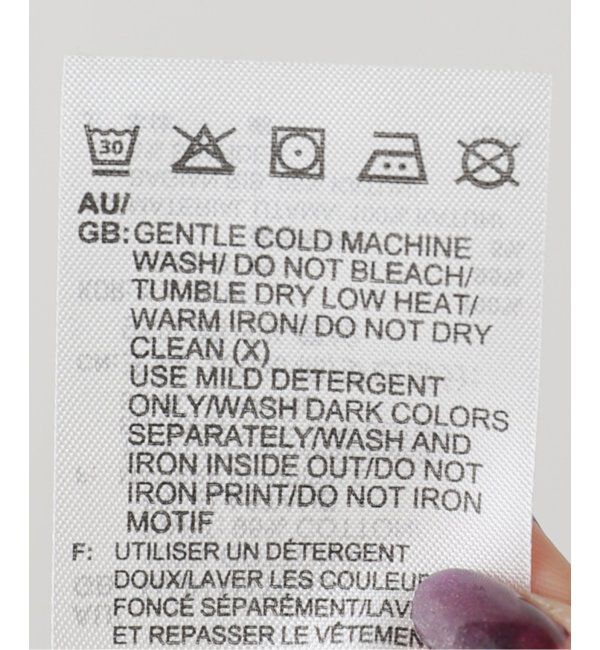 30
AU/
GB: GENTLE COLD MACHINE
WASH/ DO NOT BLEACH/
TUMBLE DRY LOW HEAT/
WARM IRON/ DO NOT DRY
CLEAN (X)
USE MILD DETERGENT
ONLY/WASH DARK COLORS
SEPARATELY/WASH AND
IRON INSIDE OUT/DO NOT
IRON PRINT/DO NOT IRON
MOTIF
F: UTILISER UN DÉTERGENT
DOUX/LAVER LES
FONCÉ SÉPARÉMENT/
ET REPASSER LE